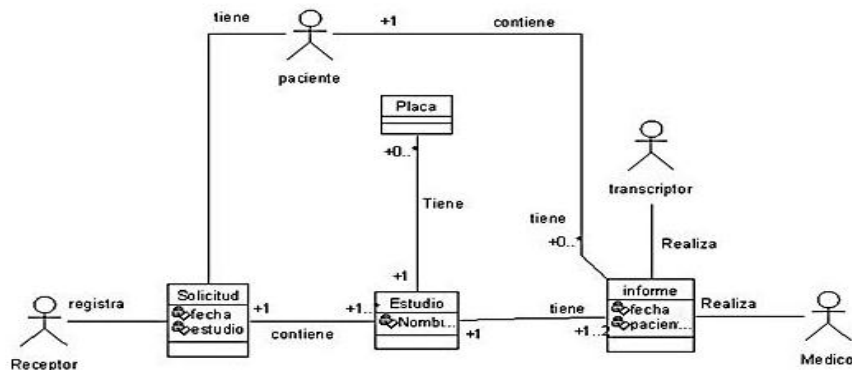 tiene
+1
contiene
paciente
Placa
+0..*
transcriptor
Tiene
tiene
+0...*
Realiza
+1
Solicitud
fecha
estudio
registra
+1
contiene
+1..*
Estudio
Nombr...
+1
tiene
+1..2
informe
fecha
pacien...
Realiza
Receptor
Medico